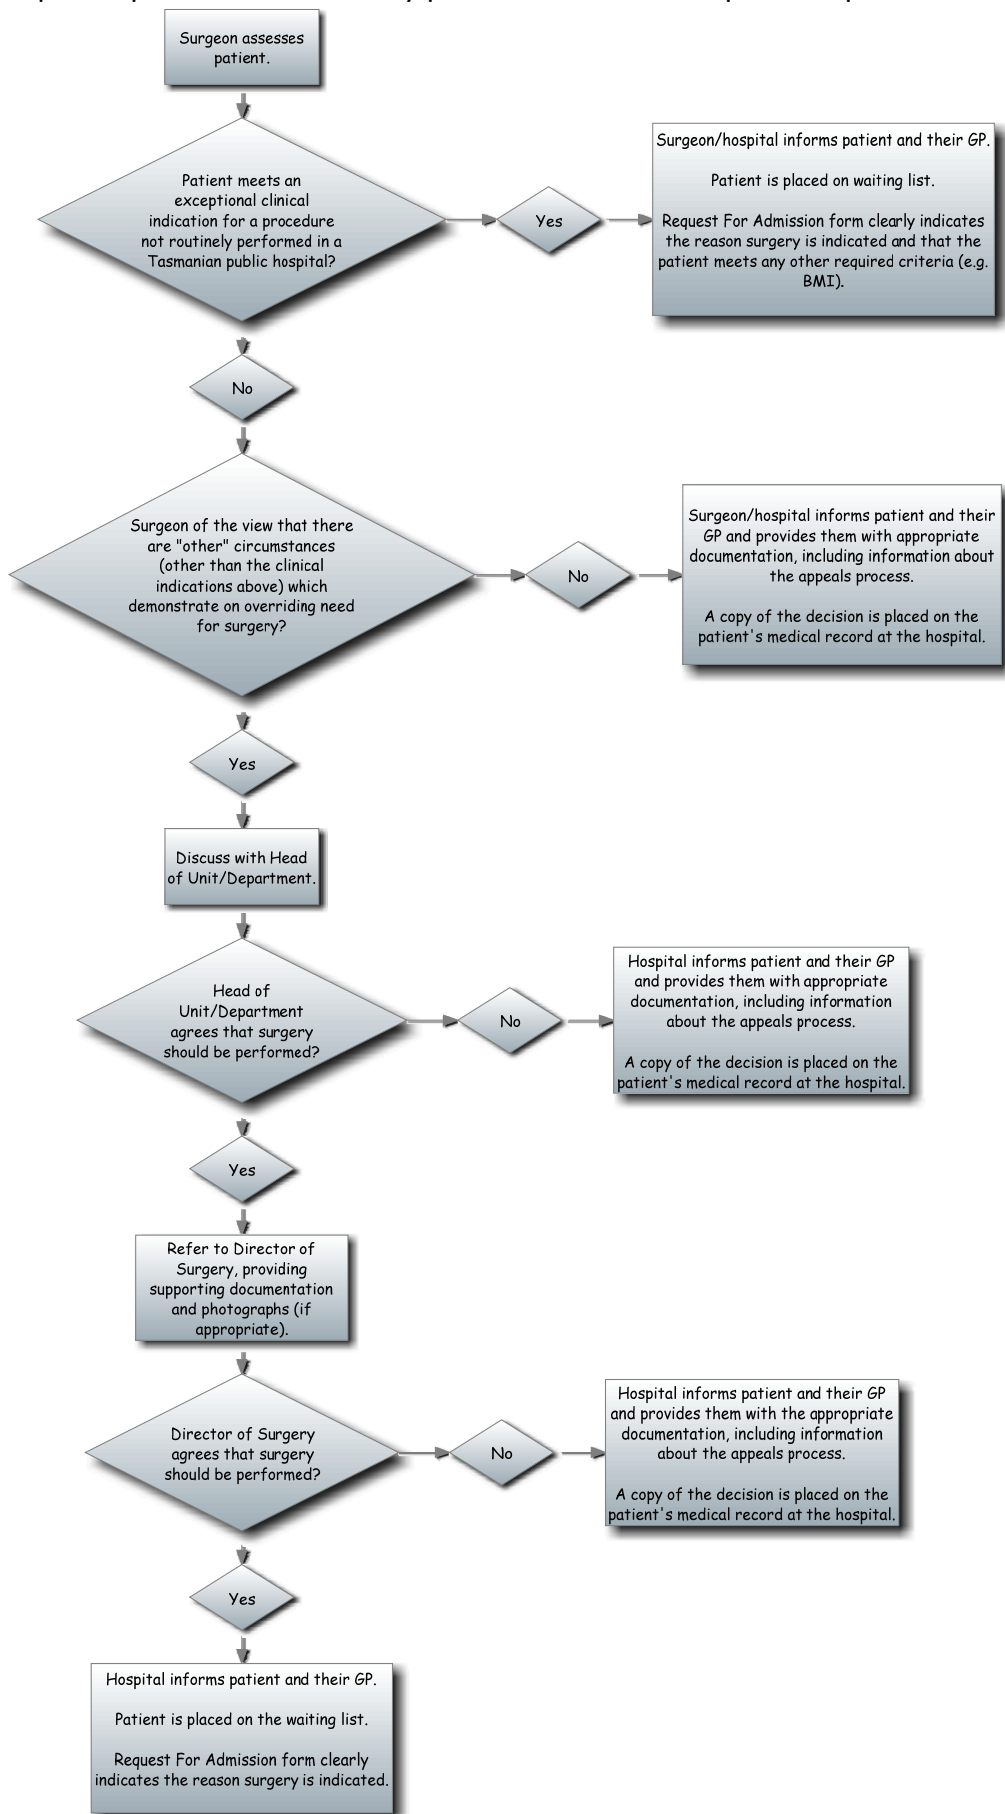 Surgeon assesses
patient.
Patient meets an
exceptional clinical
indication for a procedure
not routinely performed in a
Tasmanian public hospital?
Yes
Surgeon/hospital informs patient and their GP.
Patient is placed on waiting list.
Request For Admission form clearly indicates
the reason surgery is indicated and that the
patient meets any other required criteria (e.g.
BMI).
No
Surgeon of the view that there
are "other" circumstances
(other than the clinical
indications above) which
demonstrate on overriding need
for surgery?
No
Surgeon/hospital informs patient and their
GP and provides them with appropriate
documentation, including information about
the appeals process.
A copy of the decision is placed on the
patient's medical record at the hospital.
Yes
Discuss with Head
of Unit/Department.
Head of
Unit/Department
agrees that surgery
should be performed?
No
Hospital informs patient and their GP
and provides them with appropriate
documentation, including information
about the appeals process.
A copy of the decision is placed on the
patient's medical record at the hospital.
Yes
Refer to Director of
Surgery, providing
supporting documentation
and photographs (if
appropriate).
Director of Surgery
agrees that surgery
should be performed?
No
Hospital informs patient and their GP
and provides them with the appropriate
documentation, including information
about the appeals process.
A copy of the decision is placed on the
patient's medical record at the hospital.
Yes
Hospital informs patient and their GP.
Patient is placed on the waiting list.
Request For Admission form clearly
indicates the reason surgery is indicated.